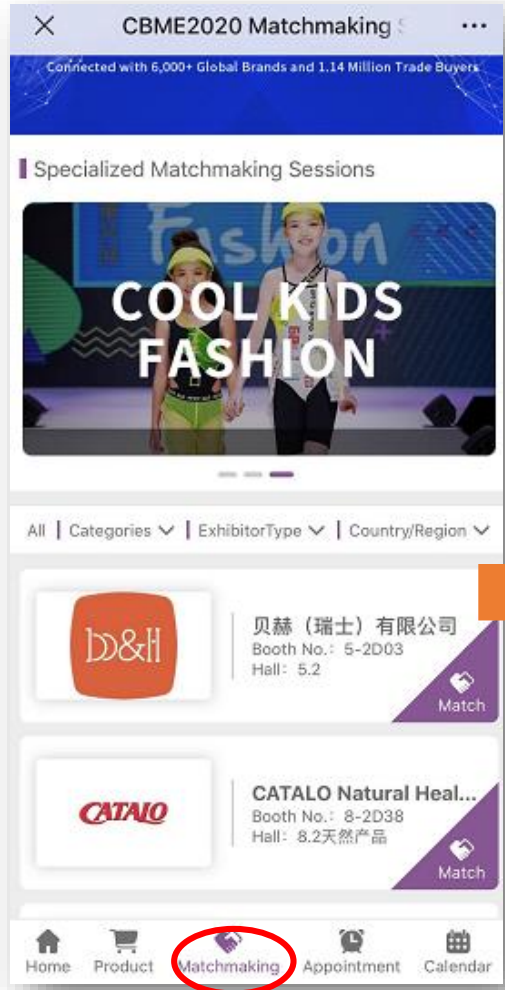 CBME2020 Matchmaking
Connected with 6,000+ Global Brands and 1.14 Million Trade Buyers
Specialized Matchmaking Sessions
Fashion
COOL KIDS
FASHION
All | Categories | ExhibitorType | Country/Region
b&H
贝赫（瑞士）有限公司
Booth No.: 5-2D03
Hall: 5.2
Match
CATALO
CATALO Natural Heal...
Booth No.: 8-2D38
Hall: 8.2天然产品
Match
Home Product Matchmaking Appointment Calendar